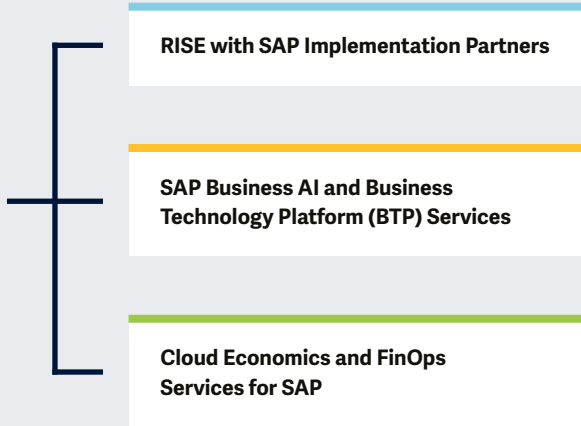 RISE with SAP Implementation Partners
SAP Business AI and Business
Technology Platform (BTP) Services
Cloud Economics and FinOps
Services for SAP